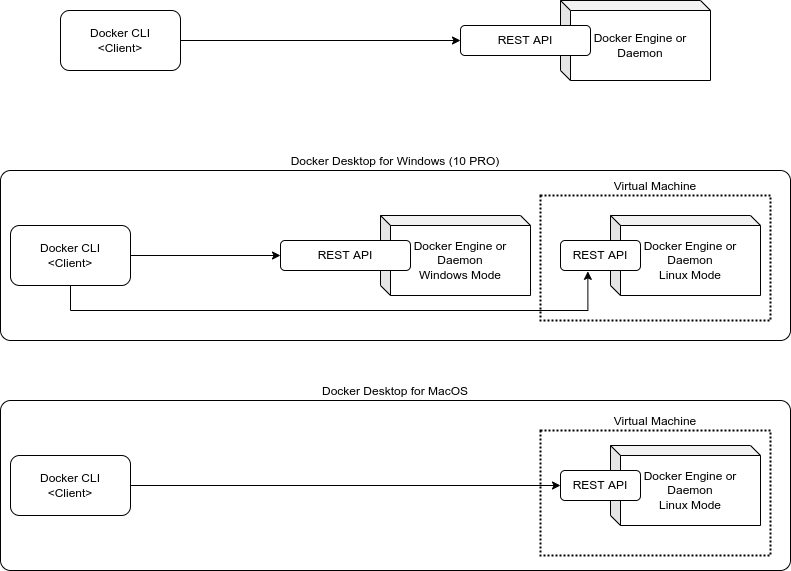 Docker CLI
<Client>
REST API
Docker Engine or
Daemon
Docker Desktop for Windows (10 PRO)
Virtual Machine
Docker CLI
<Client>
REST API
Docker Engine or
Daemon
Windows Mode
REST API
Docker Engine or
Daemon
Linux Mode
Docker Desktop for MacOS
Virtual Machine
Docker CLI
<Client>
REST API
Docker Engine or
Daemon
Linux Mode